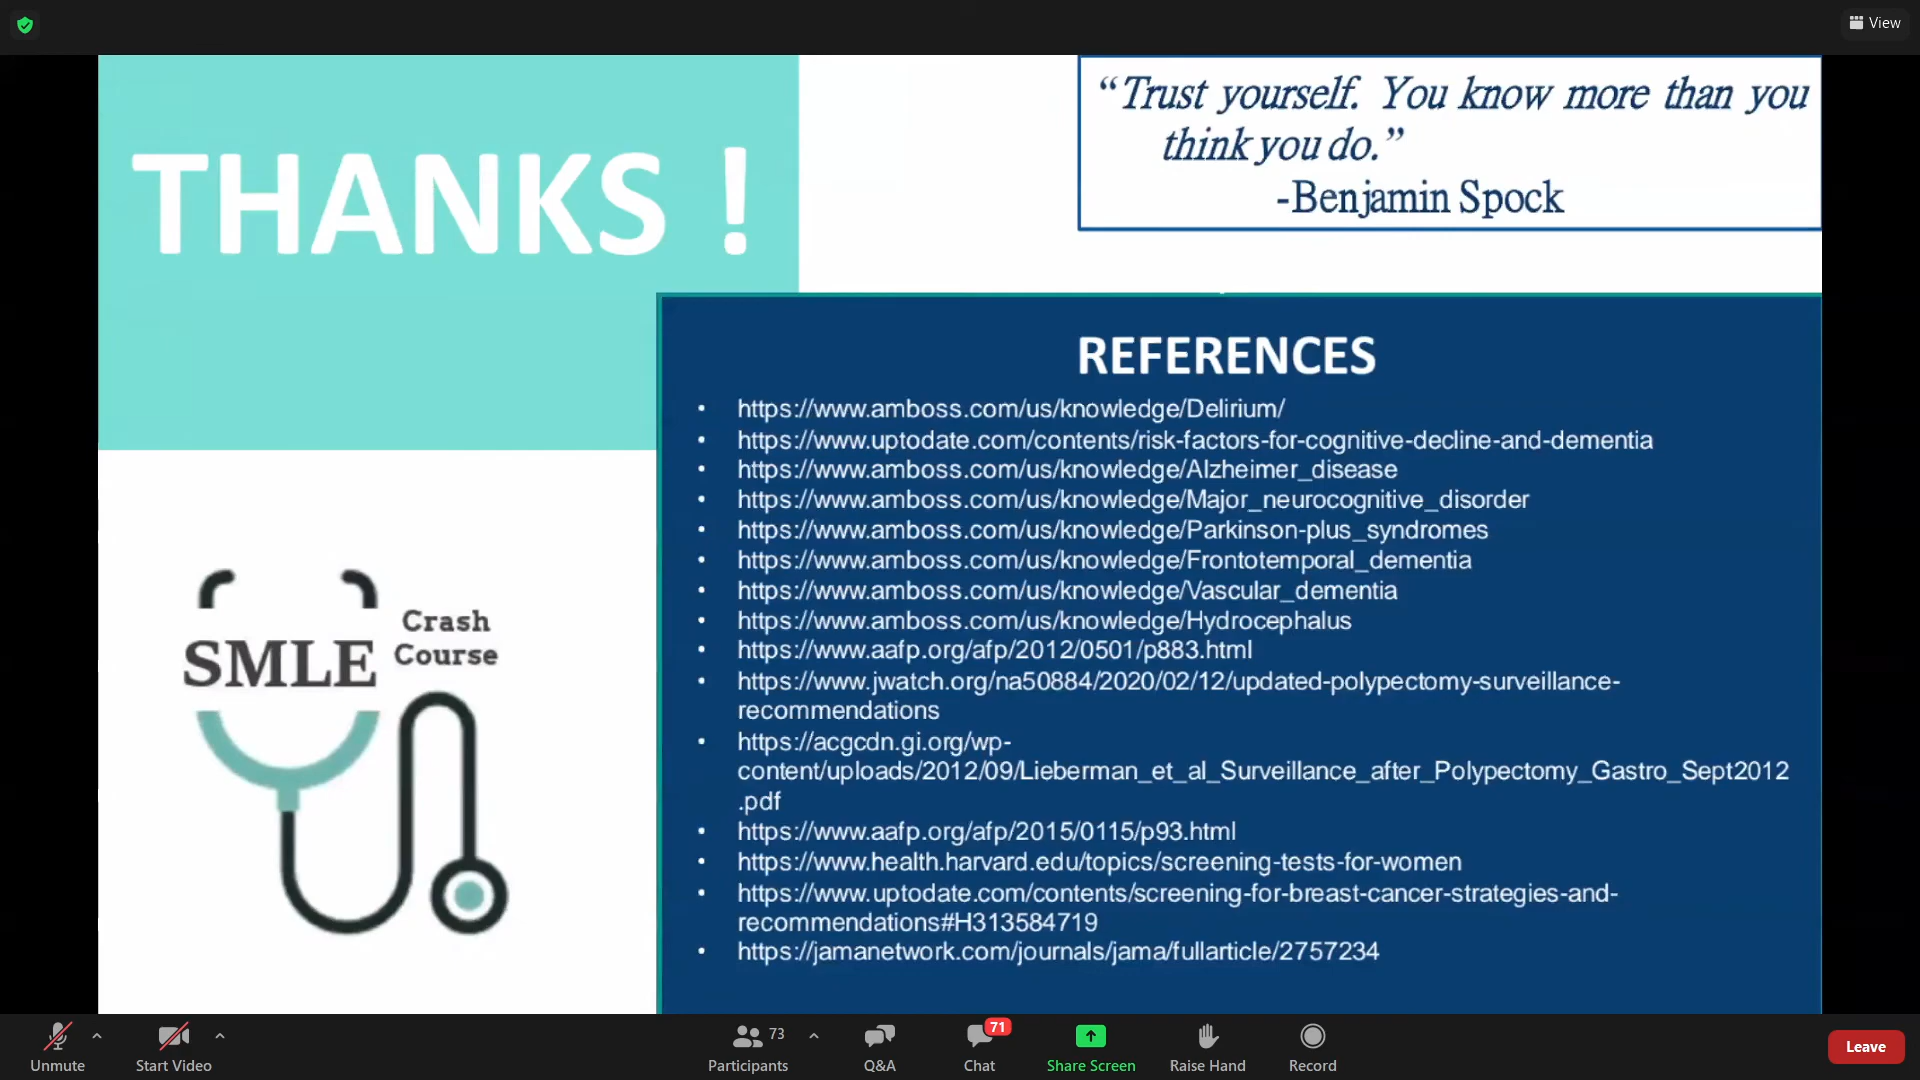 View
THANKS !
“Trust yourself. You know more than you
think you do.”
-Benjamin Spock
REFERENCES
• https://www.amboss.com/us/knowledge/Delirium/
• https://www.uptodate.com/contents/risk-factors-for-cognitive-decline-and-dementia
• https://www.amboss.com/us/knowledge/Alzheimer_disease
• https://www.amboss.com/us/knowledge/Major_neurocognitive_disorder
• https://www.amboss.com/us/knowledge/Parkinson-plus_syndromes
• https://www.amboss.com/us/knowledge/Frontotemporal_dementia
• https://www.amboss.com/us/knowledge/Vascular_dementia
• https://www.amboss.com/us/knowledge/Hydrocephalus
• https://www.aafp.org/afp/2012/0501/p883.html
• https://www.jwatch.org/na50884/2020/02/12/updated-polypectomy-surveillance-
recommendations
• https://acgcdn.gi.org/wp-
content/uploads/2012/09/Lieberman_et_al_Surveillance_after_Polypectomy_Gastro_Sept2012
.pdf
• https://www.aafp.org/afp/2015/0115/p93.html
• https://www.health.harvard.edu/topics/screening-tests-for-women
• https://www.uptodate.com/contents/screening-for-breast-cancer-strategies-and-
recommendations#H313584719
• https://jamanetwork.com/journals/jama/fullarticle/2757234
SMLE
Crash
Course
Unmute
Start Video
73
Participants
Q&A
71
Chat
Share Screen
Raise Hand
Record
Leave